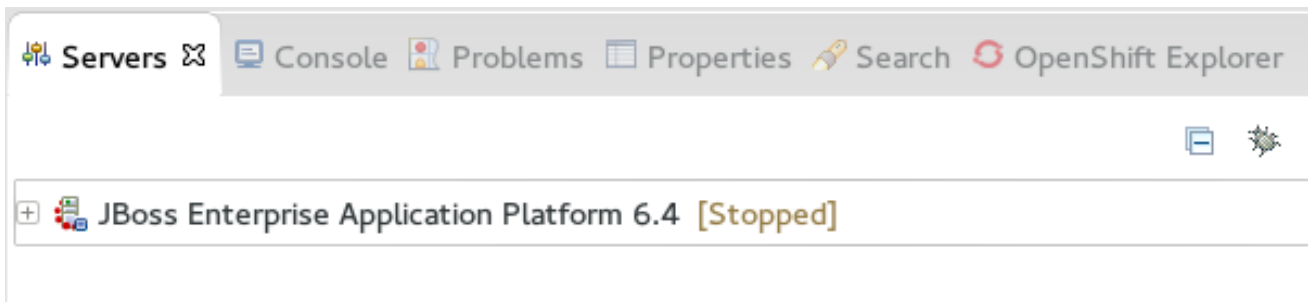 Servers Console Problems Properties Search OpenShift Explorer
JBoss Enterprise Application Platform 6.4 [Stopped]